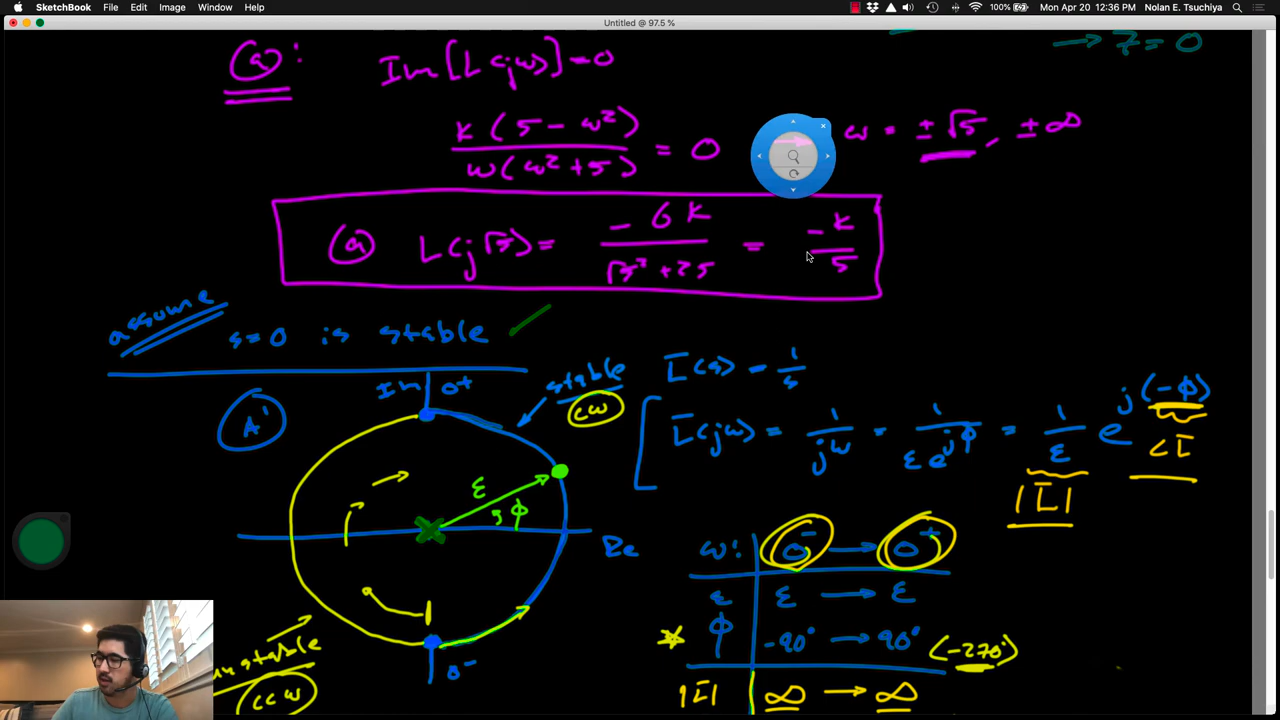 SketchBook File Edit Image Window Help 100% Mon Apr 20 12:36 PM Nolan E. Tsuchiya
Untitled @ 97.5 %
→ 7 = 0
(a): Im[L(jω)] = 0
K(5 - ω²) / ω(ω² + 5) = 0 → ω = ±√5, ±∞
(a) L(j√5) = -6K / √5² + 25 = -K/5
assume s=0 is stable ✓
A' Im 0+ stable CW
L̄(s) = 1/s
L̄(jω) = 1/jω = 1/εe^jϕ = 1/ε e^j(-ϕ)
|L̄| ∠L̄
ε ϕ
Re
ω: 0⁻ → 0⁺
ε ε → ε
ϕ -90° → 90° (-270°)
unstable CCW
0⁻
|L̄| ∞ → ∞